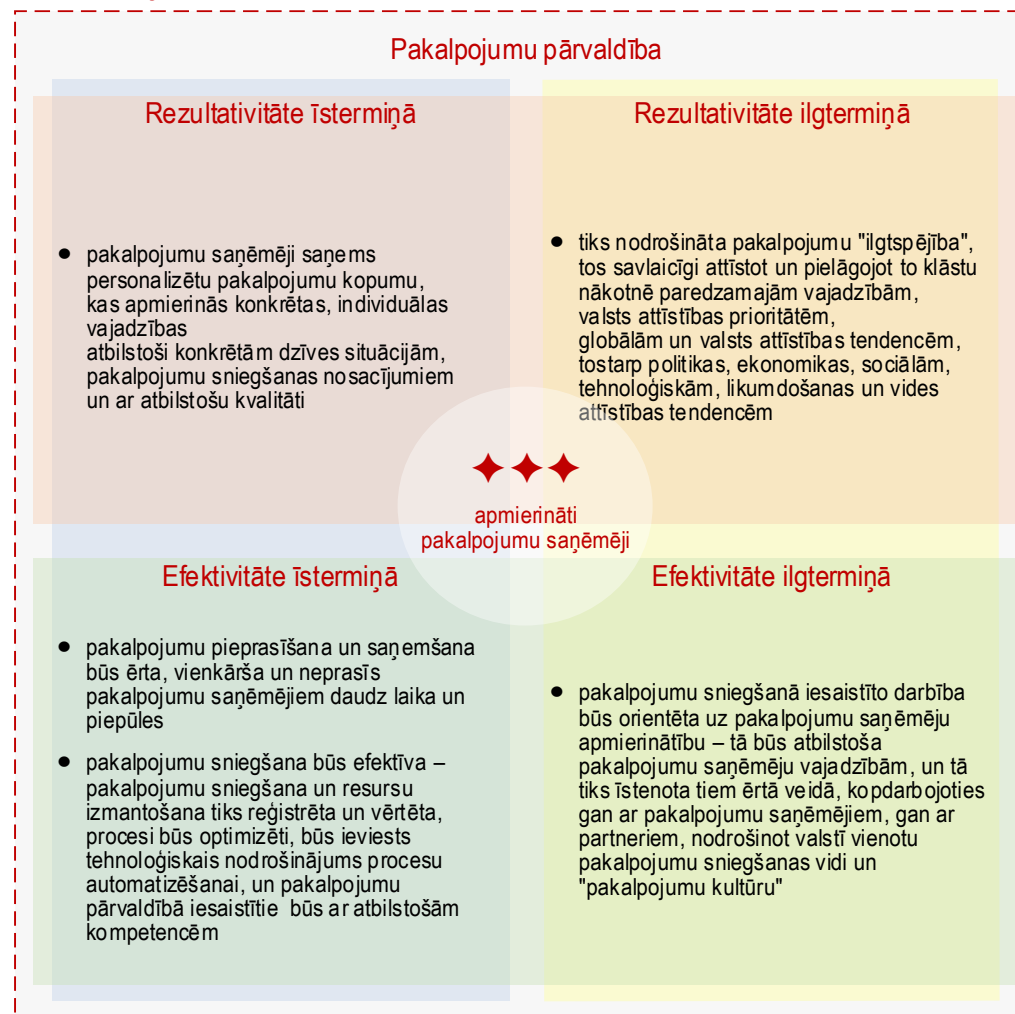 Pakalpojumu pārvaldība
Rezultativitāte īstermiņā
● pakalpojumu saņēmēji saņems
personalizētu pakalpojumu kopumu,
kas apmierinās konkrētas, individuālas
vajadzības
atbilstoši konkrētām dzīves situācijām,
pakalpojumu sniegšanas nosacījumiem
un ar atbilstošu kvalitāti
Rezultativitāte ilgtermiņā
● tiks nodrošināta pakalpojumu "ilgtspējība",
tos savlaicīgi attīstot un pielāgojot to klāstu
nākotnē paredzamajām vajadzībām,
valsts attīstības prioritātēm,
globālām un valsts attīstības tendencēm,
tostarp politikas, ekonomikas, sociālām,
tehnoloģiskām, likumdošanas un vides
attīstības tendencēm
apmierināti
pakalpojumu saņēmēji
Efektivitāte īstermiņā
● pakalpojumu pieprasīšana un saņemšana
būs ērta, vienkārša un neprasīs
pakalpojumu saņēmējiem daudz laika un
piepūles
● pakalpojumu sniegšana būs efektīva –
pakalpojumu sniegšana un resursu
izmantošana tiks reģistrēta un vērtēta,
procesi būs optimizēti, būs ieviests
tehnoloģiskais nodrošinājums procesu
automatizēšanai, un pakalpojumu
pārvaldībā iesaistītie būs ar atbilstošām
kompetencēm
Efektivitāte ilgtermiņā
● pakalpojumu sniegšanā iesaistīto darbība
būs orientēta uz pakalpojumu saņēmēju
apmierinātību – tā būs atbilstoša
pakalpojumu saņēmēju vajadzībām, un tā
tiks īstenota tiem ērtā veidā, kopdarbojoties
gan ar pakalpojumu saņēmējiem, gan ar
partneriem, nodrošinot valstī vienotu
pakalpojumu sniegšanas vidi un
"pakalpojumu kultūru"